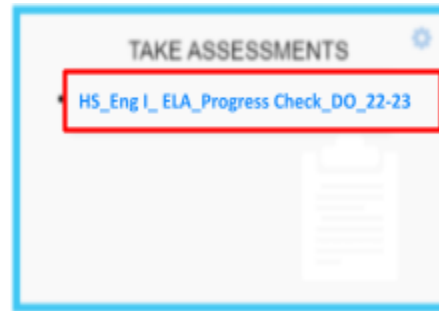 TAKE ASSESSMENTS
HS_Eng I_ ELA_Progress Check_DO_22-23